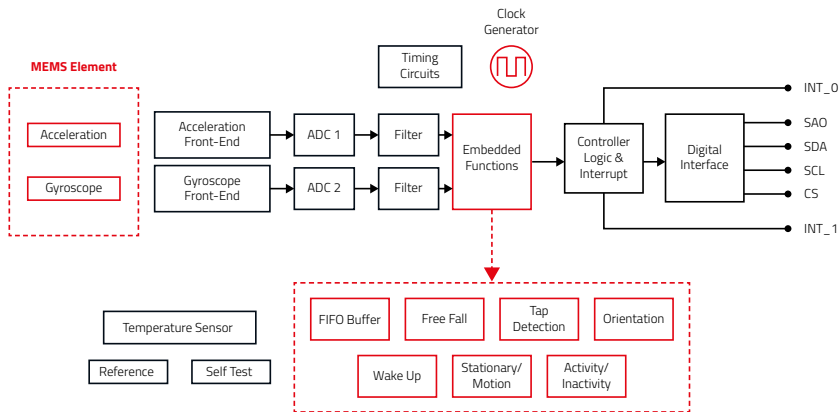 Clock
Generator
Timing
Circuits
MEMS Element
Acceleration
Gyroscope
Acceleration
Front-End
ADC 1
Filter
Gyroscope
Front-End
ADC 2
Filter
Embedded
Functions
Controller
Logic &
Interrupt
Digital
Interface
INT_0
SAO
SDA
SCL
CS
INT_1
FIFO Buffer
Free Fall
Tap
Detection
Orientation
Wake Up
Stationary/
Motion
Activity/
Inactivity
Temperature Sensor
Reference
Self Test